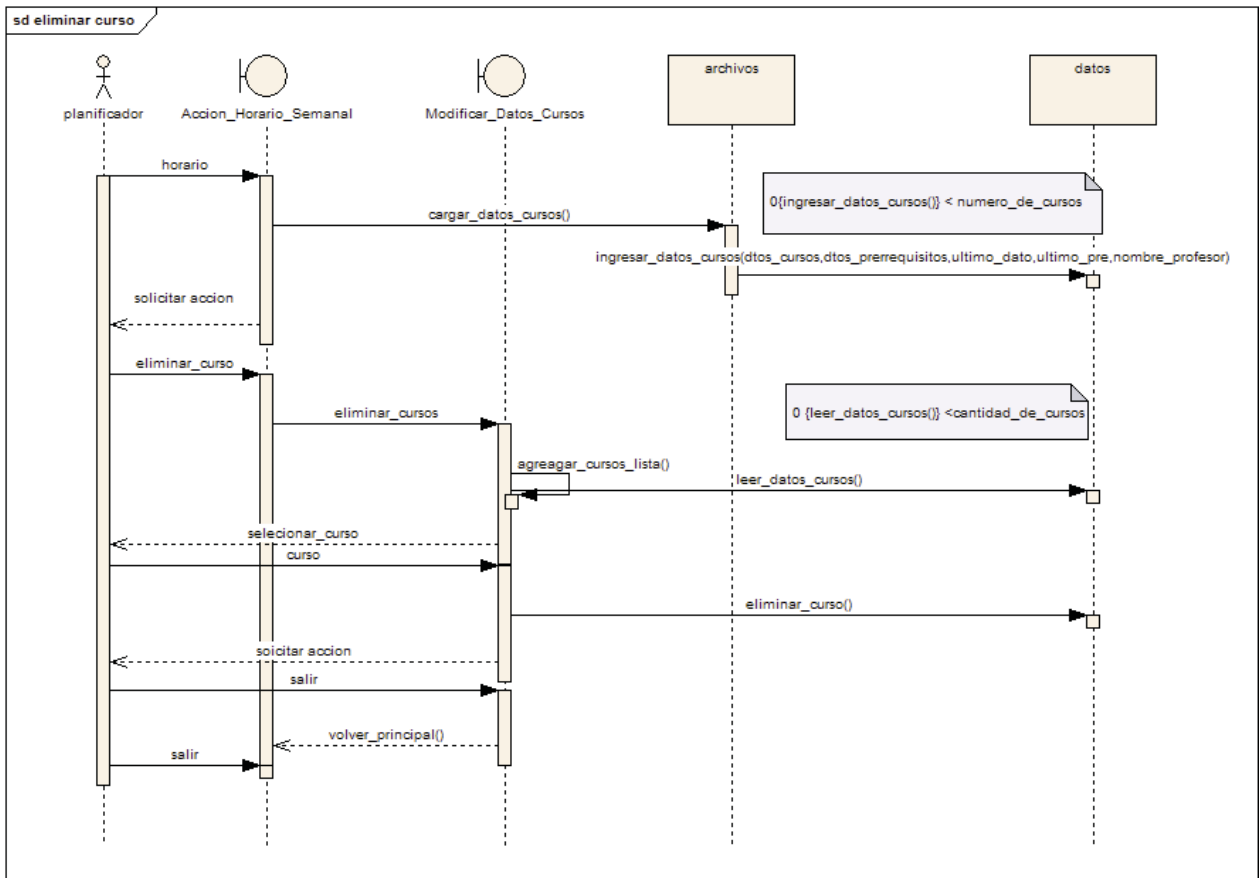 sd eliminar curso
planificador
Accion_Horario_Semanal
Modificar_Datos_Cursos
archivos
datos
horario
0{ingresar_datos_cursos()} < numero_de_cursos
cargar_datos_cursos()
ingresar_datos_cursos(dtos_cursos,dtos_prerrequisitos,ultimo_dato,ultimo_pre,nombre_profesor)
solicitar accion
eliminar_curso
0 {leer_datos_cursos()} <cantidad_de_cursos
eliminar_cursos
agreagar_cursos_lista()
leer_datos_cursos()
selecionar_curso
curso
eliminar_curso()
soicitar accion
salir
volver_principal()
salir